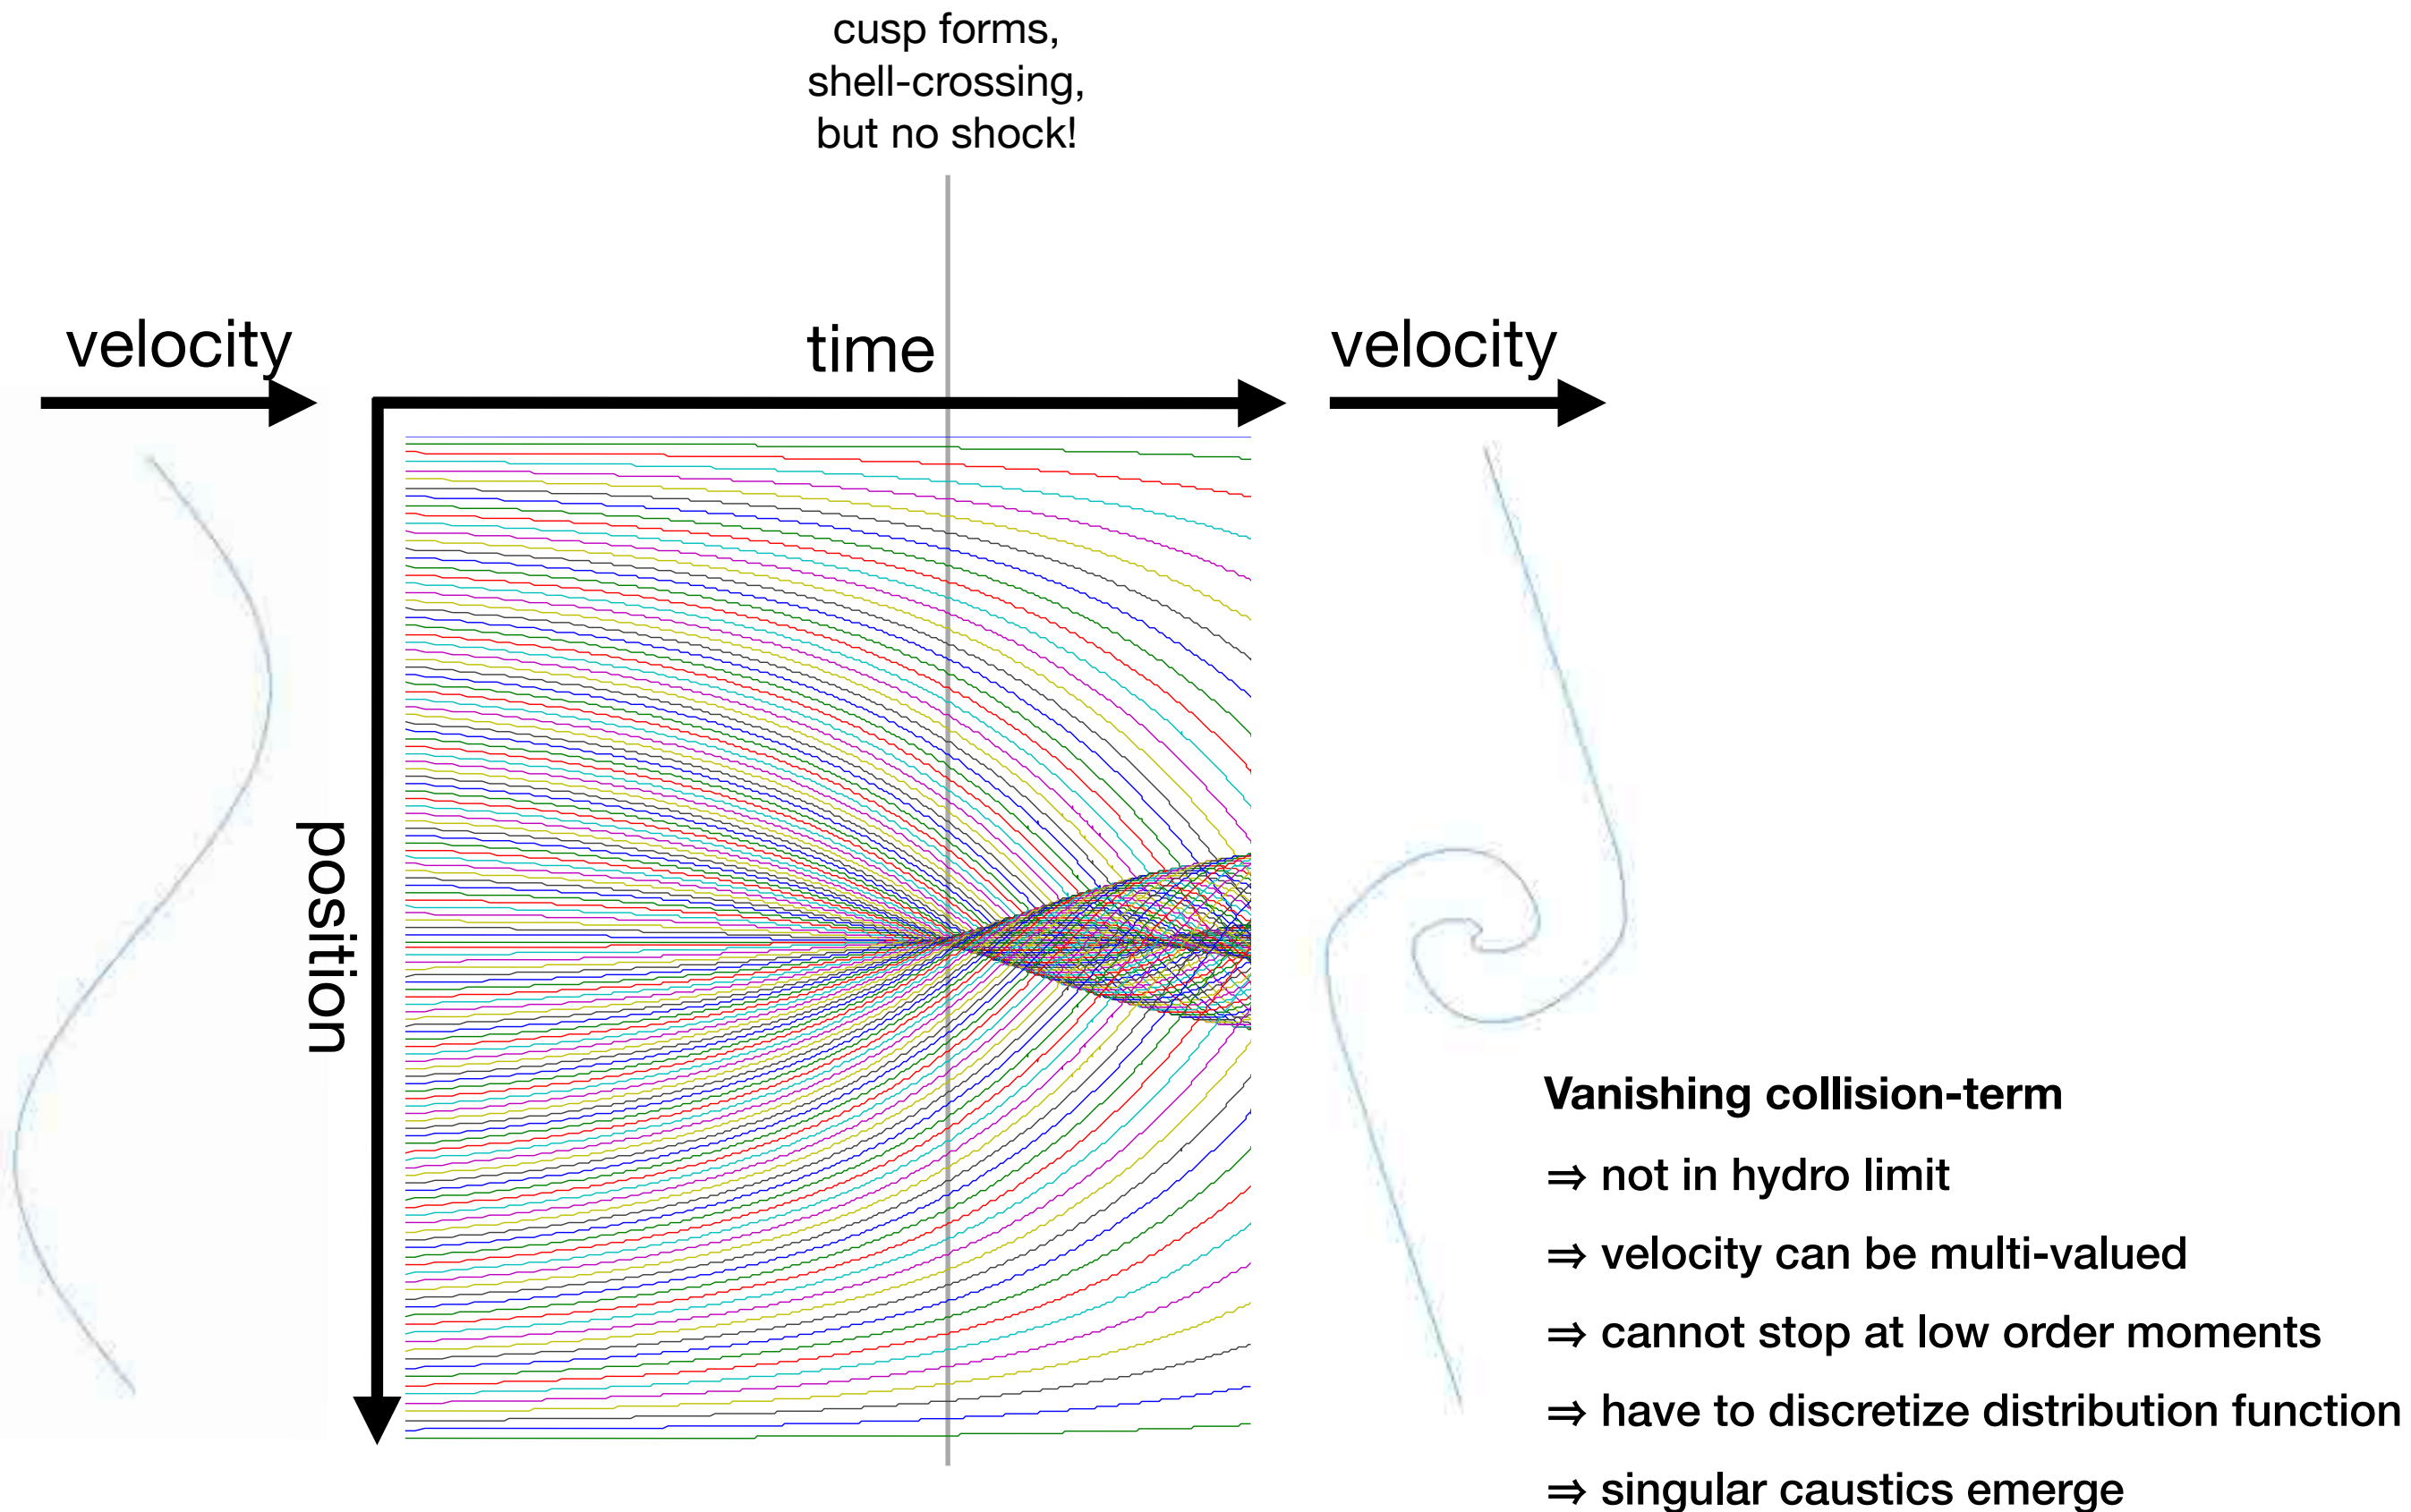 cusp forms,
shell-crossing,
but no shock!
velocity
time
velocity
position
Vanishing collision-term
⇒ not in hydro limit
⇒ velocity can be multi-valued
⇒ cannot stop at low order moments
⇒ have to discretize distribution function
⇒ singular caustics emerge